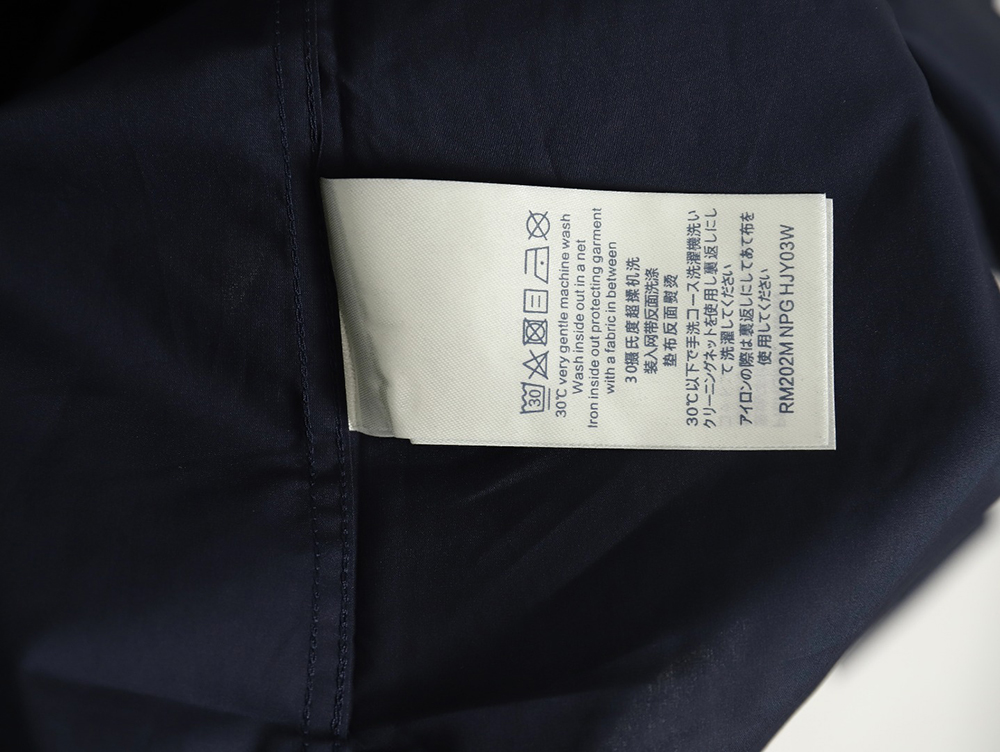 30
30℃ very gentle machine wash
Wash inside out in a net
Iron inside out protecting garment
with a fabric in between
30摄氏度超操机洗
装入网带反面洗涤
垫布反面熨烫
30℃以下で手洗コース洗濯機洗い
クリーニングネットを使用し裏返しにし
て洗濯してください
アイロンの際は裏返しにしてあて布を
使用してください
RM202M NPG HJY03W